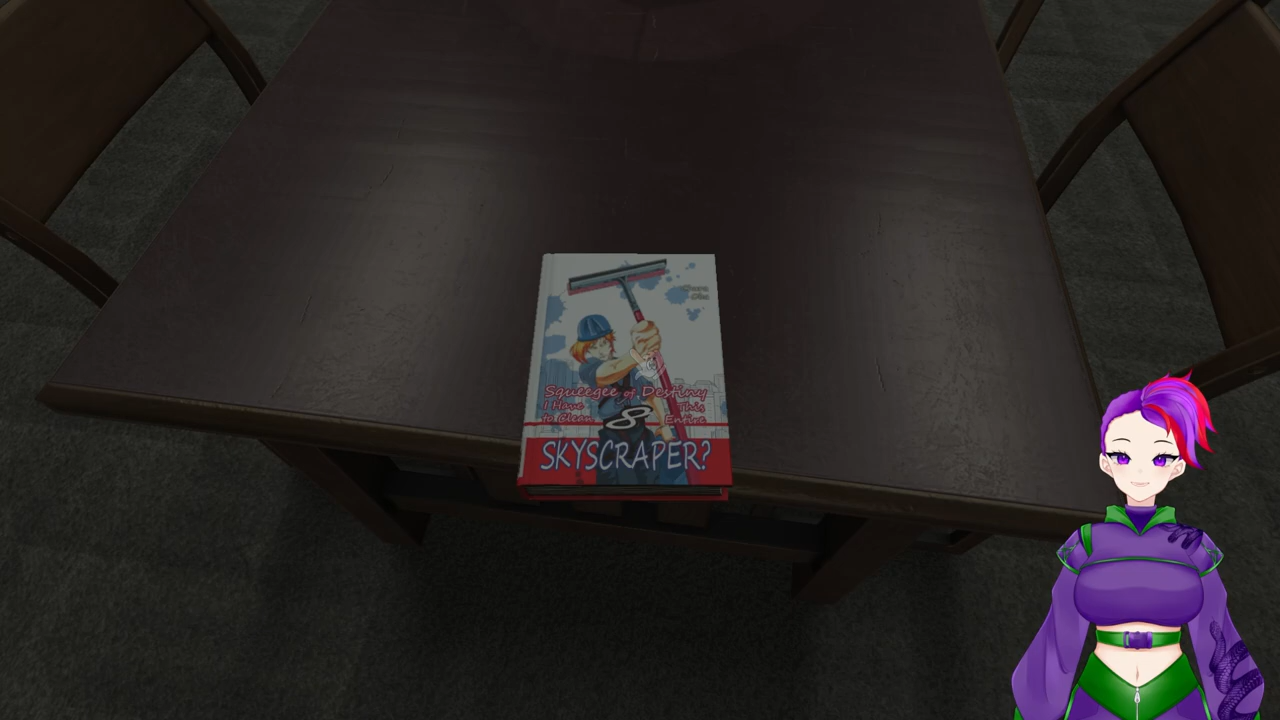 Squeegee of Destiny
I Have This
to Clean 8 Entire
SKYSCRAPER?